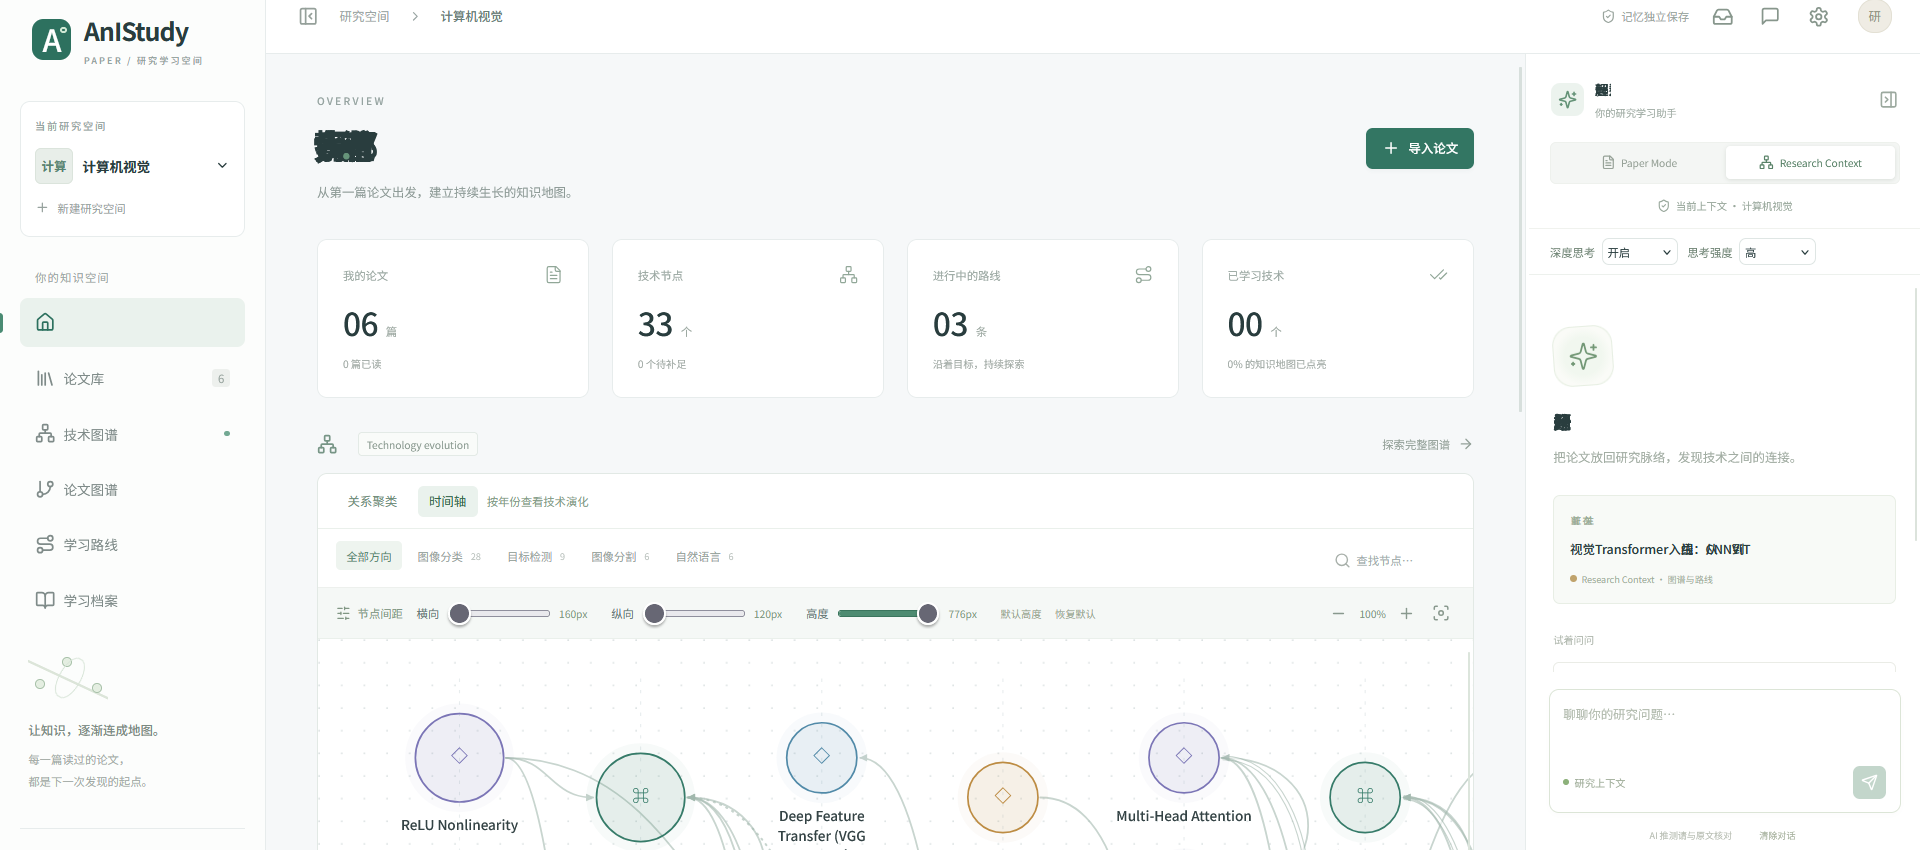 AnIStudy
PAPER / 研究学习空间
当前研究空间
计算 计算机视觉
新建研究空间
你的知识空间
论文库 6
技术图谱
论文图谱
学习路线
学习档案
让知识，逐渐连成地图。
每一篇读过的论文，
都是下一次发现的起点。
研究空间 > 计算机视觉
记忆独立保存
研
OVERVIEW
从第一篇论文出发，建立持续生长的知识地图。
导入论文
我的论文
06 篇
0 篇已读
技术节点
33 个
0 个待补足
进行中的路线
03 条
沿着目标，持续探索
已学习技术
00 个
0% 的知识地图已点亮
Technology evolution
探索完整图谱
关系聚类 时间轴 按年份查看技术演化
全部方向 图像分类 28 目标检测 9 图像分割 6 自然语言 6
查找节点…
节点间距 横向 160px 纵向 120px 高度 776px 默认高度 恢复默认
100%
ReLU Nonlinearity
Deep Feature
Transfer (VGG
Multi-Head Attention
你的研究学习助手
Paper Mode Research Context
当前上下文 · 计算机视觉
深度思考 开启 思考强度 高
把论文放回研究脉络，发现技术之间的连接。
视觉Transformer入
Research Context · 图谱与路线
试着问问
聊聊你的研究问题…
研究上下文
AI 推测请与原文核对 清除对话